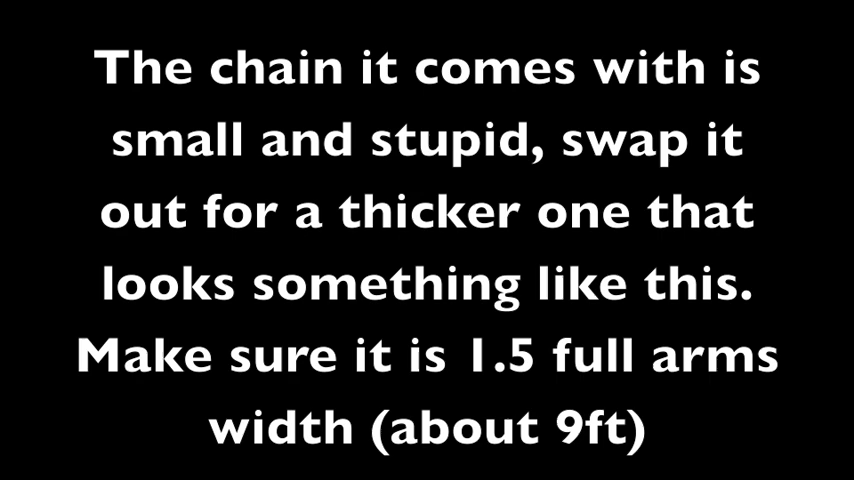 The chain it comes with is
small and stupid, swap it
out for a thicker one that
looks something like this.
Make sure it is 1.5 full arms
width (about 9ft)